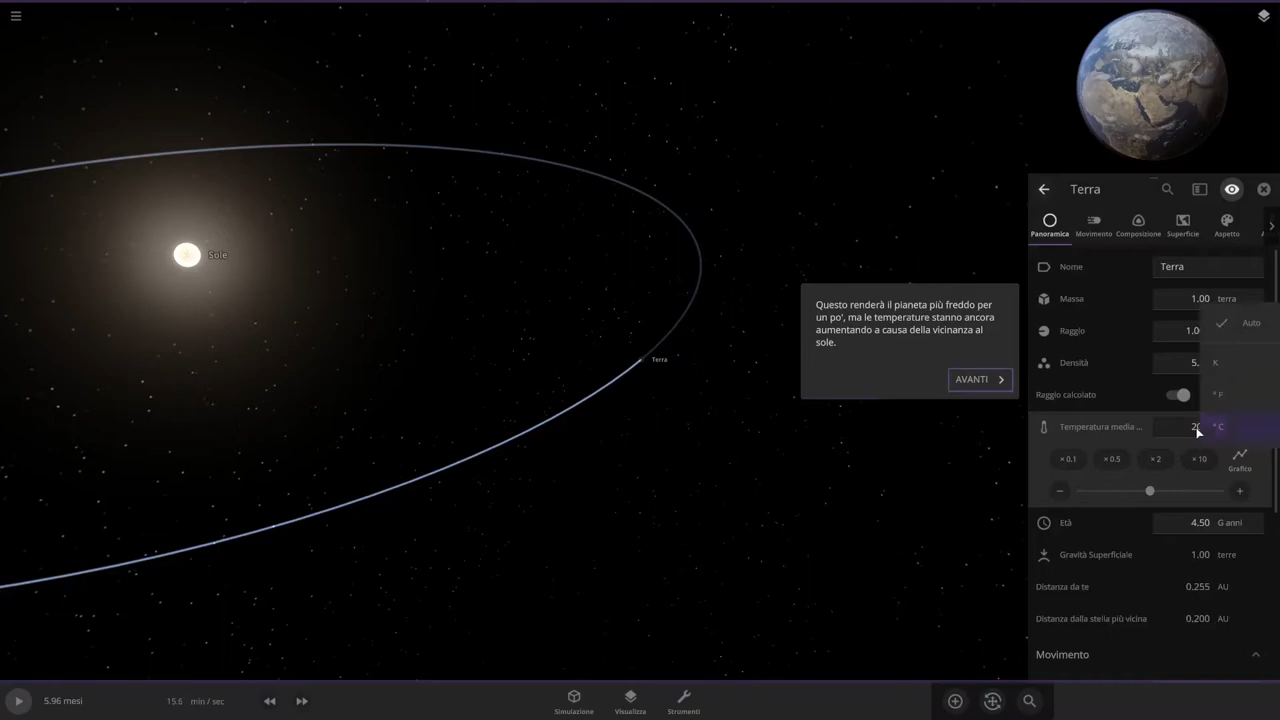 Sole
Terra
Questo renderà il pianeta più freddo per
un po', ma le temperature stanno ancora
aumentando a causa della vicinanza al
sole.
AVANTI
Terra
Panoramica Movimento Composizione Superficie Aspetto
Nome Terra
Massa 1.00 terra
Raggio 1.0
Auto
Densità 5.
K
Raggio calcolato
° F
Temperatura media ... 20 ° C
× 0.1 × 0.5 × 2 × 10 Grafico
Età 4.50 G anni
Gravità Superficiale 1.00 terre
Distanza da te 0.255 AU
Distanza dalla stella più vicina 0.200 AU
Movimento
5.96 mesi 15.6 min / sec Simulazione Visualizza Strumenti